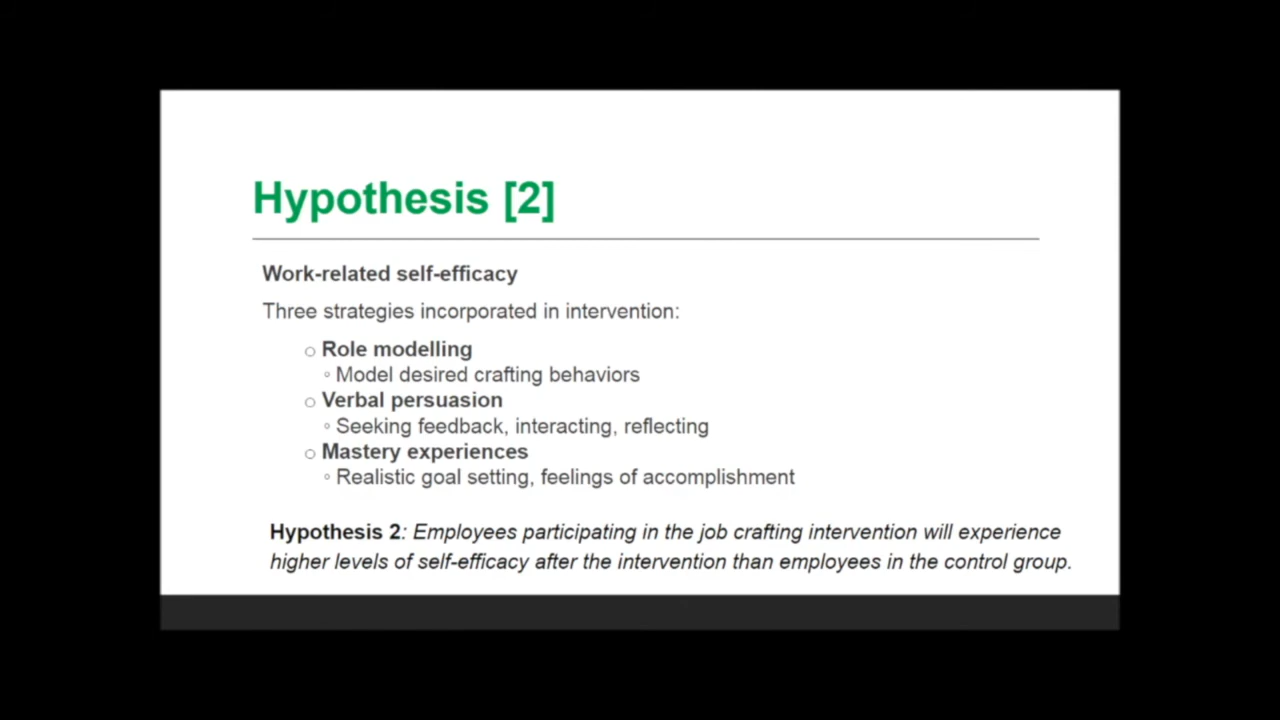 Hypothesis [2]
Work-related self-efficacy
Three strategies incorporated in intervention:
○ Role modelling
◦ Model desired crafting behaviors
○ Verbal persuasion
◦ Seeking feedback, interacting, reflecting
○ Mastery experiences
◦ Realistic goal setting, feelings of accomplishment
Hypothesis 2: Employees participating in the job crafting intervention will experience
higher levels of self-efficacy after the intervention than employees in the control group.